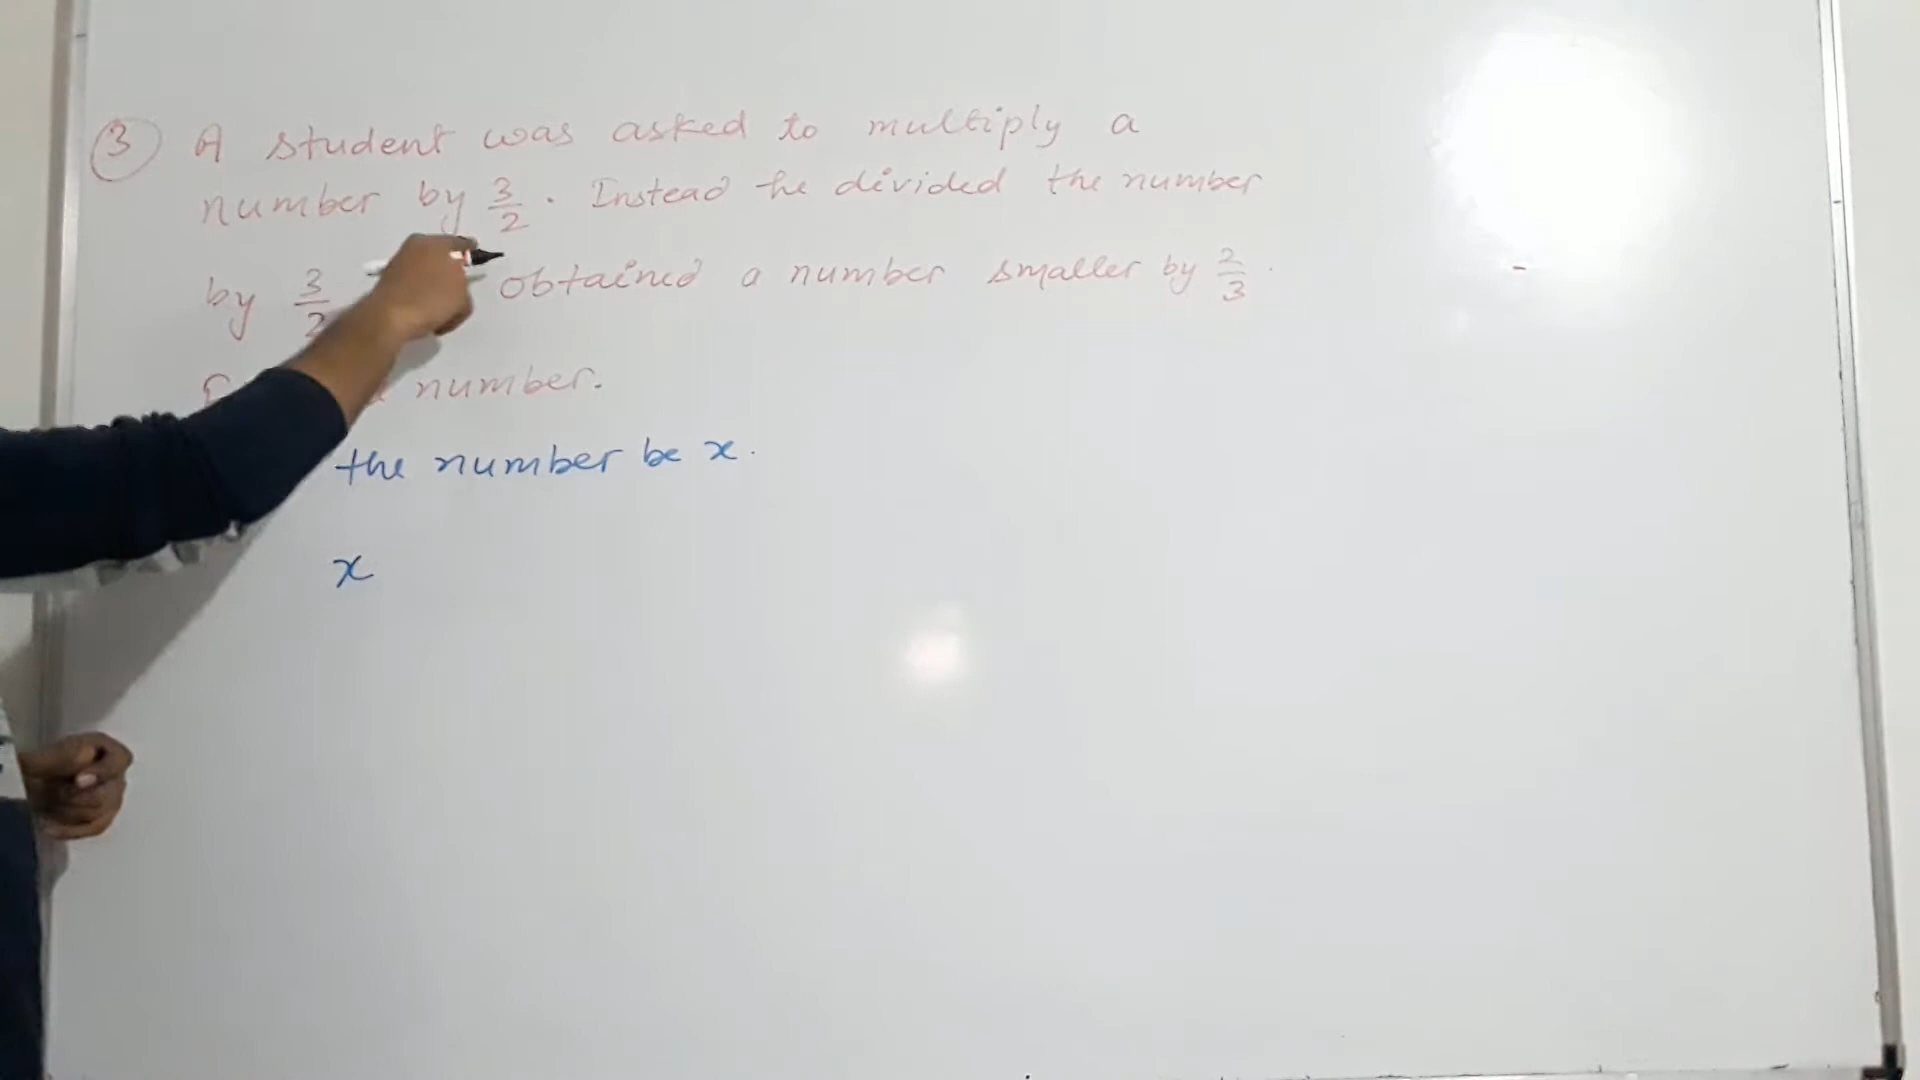 3 A student was asked to multiply a
number by 3/2. Instead he divided the number
by 3/2 obtained a number smaller by 2/3.
number.
the number be x.
x